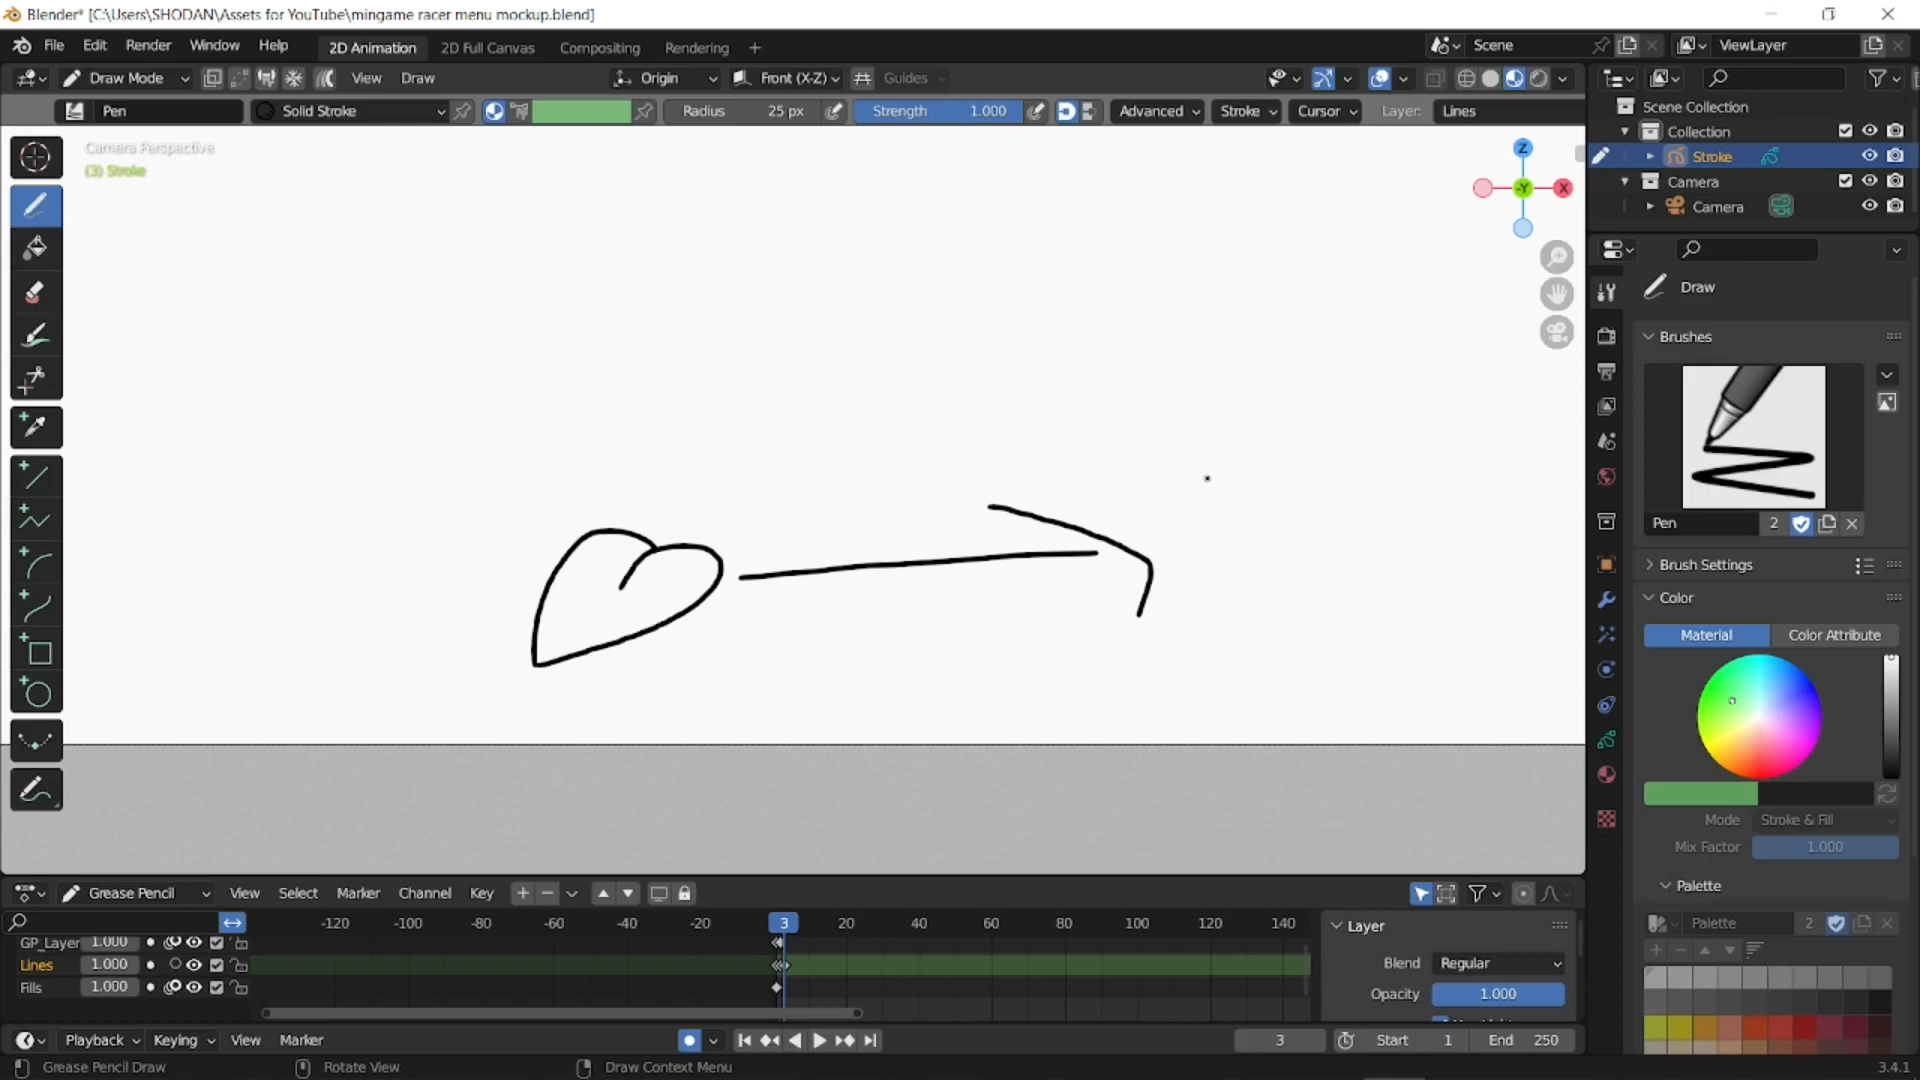 Blender* [C:\Users\SHODAN\Assets for YouTube\mingame racer menu mockup.blend]
File Edit Render Window Help 2D Animation 2D Full Canvas Compositing Rendering + Scene ViewLayer
Draw Mode View Draw Origin Front (X-Z) Guides
Pen Solid Stroke Radius 25 px Strength 1.000 Advanced Stroke Cursor Layer: Lines
Scene Collection
Collection
Stroke
Camera
Camera
Camera Perspective
(3) Stroke
Z
-Y X
Draw
Brushes
Pen 2
Brush Settings
Color
Material Color Attribute
Mode Stroke & Fill
Mix Factor 1.000
Palette
Palette 2
Grease Pencil View Select Marker Channel Key
-120 -100 -80 -60 -40 -20 3 20 40 60 80 100 120 140
GP_Layer 1.000
Lines 1.000
Fills 1.000
Layer
Blend Regular
Opacity 1.000
Playback Keying View Marker 3 Start 1 End 250
Grease Pencil Draw Rotate View Draw Context Menu 3.4.1